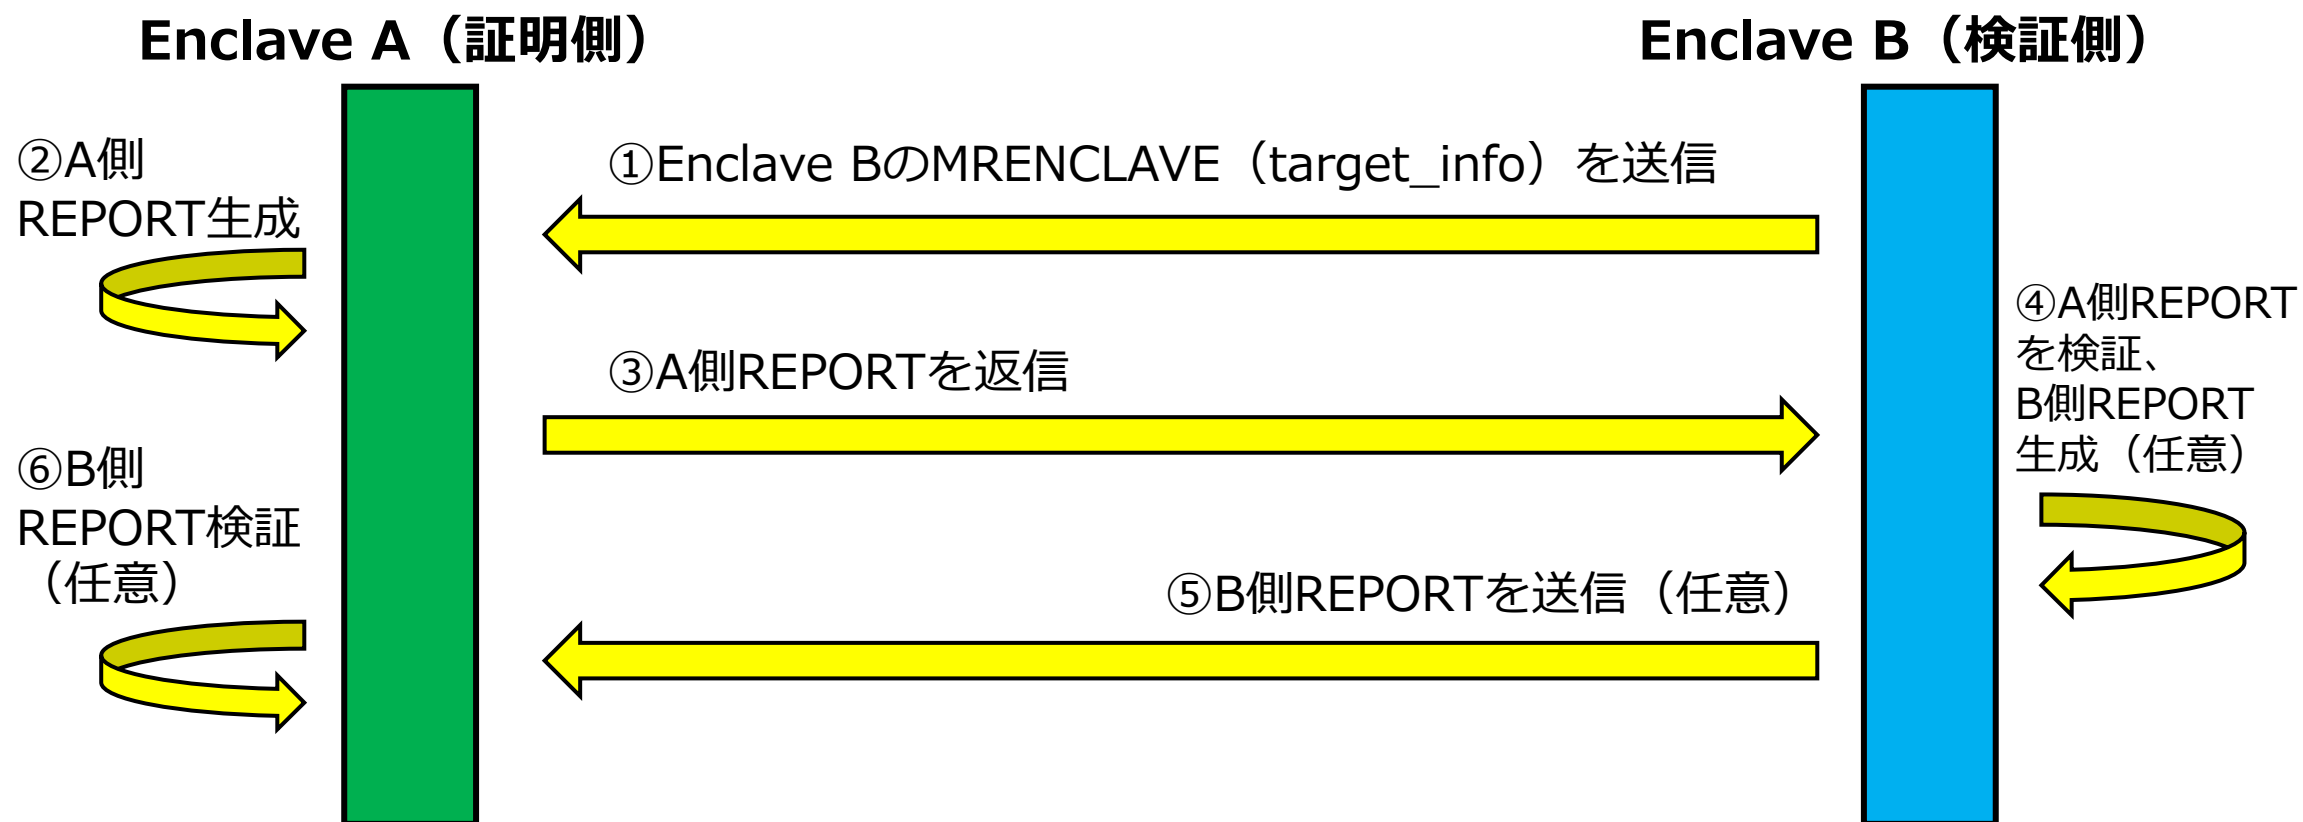 Enclave A（証明側）
Enclave B（検証側）
①Enclave BのMRENCLAVE（target_info）を送信
②A側
REPORT生成
③A側REPORTを返信
④A側REPORT
を検証、
B側REPORT
生成（任意）
⑤B側REPORTを送信（任意）
⑥B側
REPORT検証
（任意）